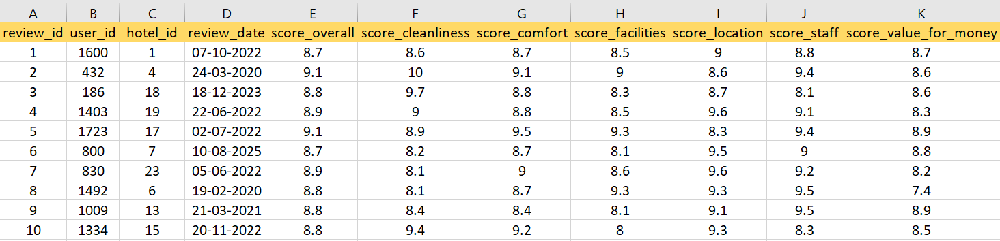 A B C D E F G H I J K
review_id user_id hotel_id review_date score_overall score_cleanliness score_comfort score_facilities score_location score_staff score_value_for_money
1 1600 1 07-10-2022 8.7 8.6 8.7 8.5 9 8.8 8.7
2 432 4 24-03-2020 9.1 10 9.1 9 8.6 9.4 8.6
3 186 18 18-12-2023 8.8 9.7 8.8 8.3 8.7 8.1 8.6
4 1403 19 22-06-2022 8.9 9 8.8 8.5 9.6 9.1 8.3
5 1723 17 02-07-2022 9.1 8.9 9.5 9.3 8.3 9.4 8.9
6 800 7 10-08-2025 8.7 8.2 8.7 8.1 9.5 9 8.8
7 830 23 05-06-2022 8.9 8.1 9 8.6 9.6 9.2 8.2
8 1492 6 19-02-2020 8.8 8.1 8.7 9.3 9.3 9.5 7.4
9 1009 13 21-03-2021 8.8 8.4 8.4 8.1 9.1 9.5 8.9
10 1334 15 20-11-2022 8.8 9.4 9.2 8 9.3 8.3 8.5